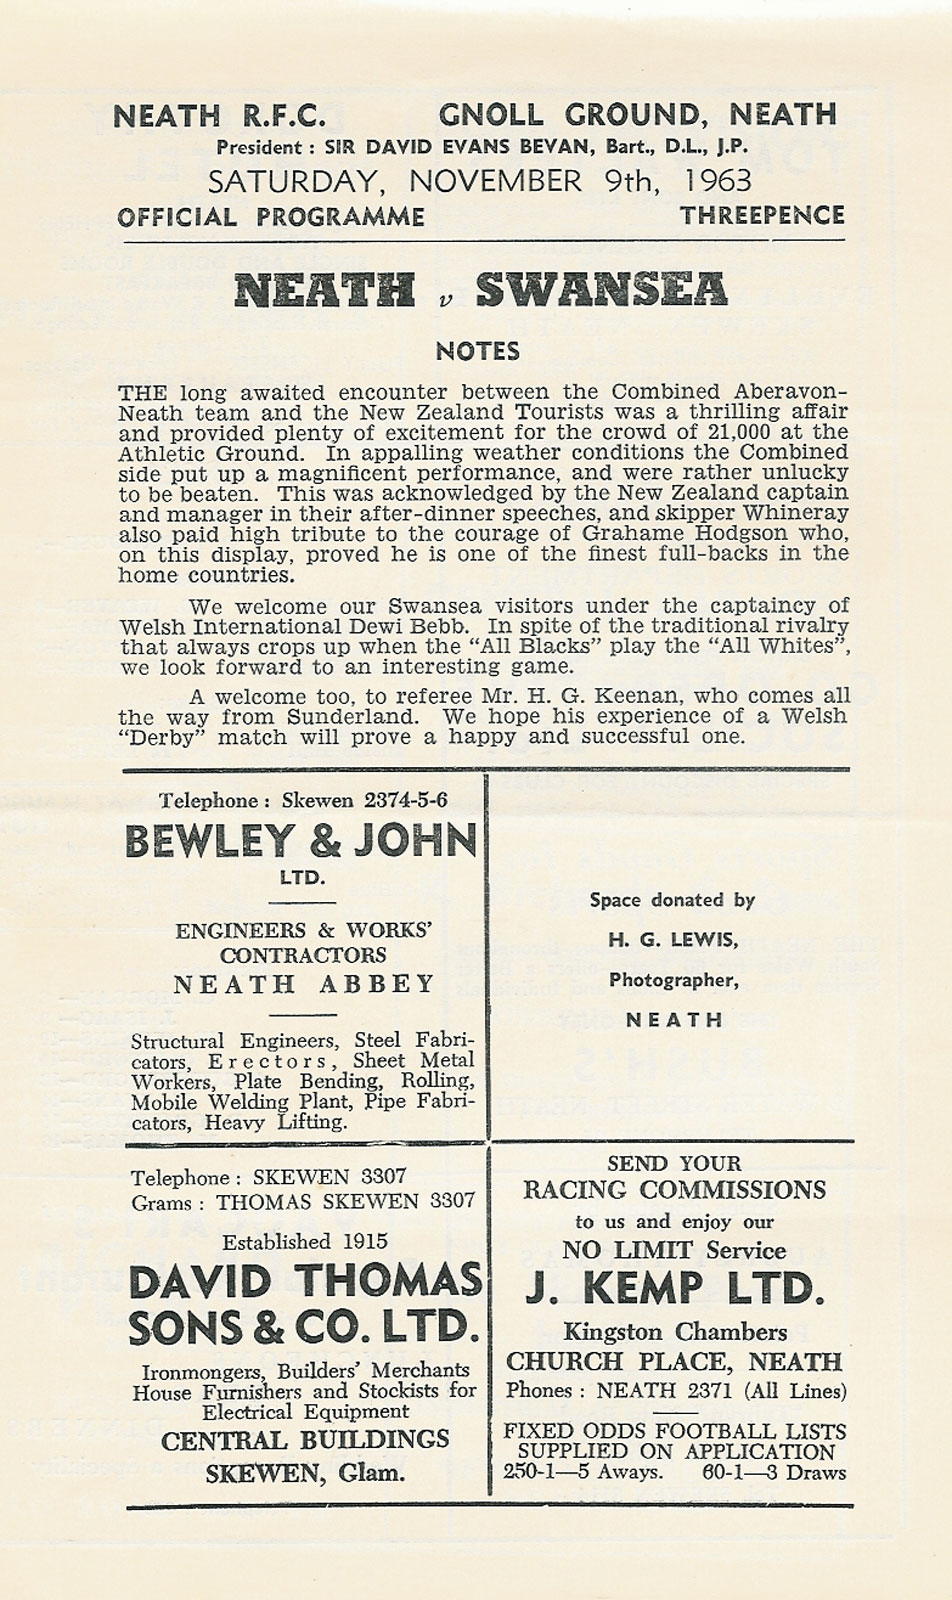 NEATH R.F.C. GNOLL GROUND, NEATH
President : SIR DAVID EVANS BEVAN, Bart., D.L., J.P.
SATURDAY, NOVEMBER 9th, 1963
OFFICIAL PROGRAMME THREEPENCE
NEATH v SWANSEA
NOTES
THE long awaited encounter between the Combined Aberavon-
Neath team and the New Zealand Tourists was a thrilling affair
and provided plenty of excitement for the crowd of 21,000 at the
Athletic Ground. In appalling weather conditions the Combined
side put up a magnificent performance, and were rather unlucky
to be beaten. This was acknowledged by the New Zealand captain
and manager in their after-dinner speeches, and skipper Whineray
also paid high tribute to the courage of Grahame Hodgson who,
on this display, proved he is one of the finest full-backs in the
home countries.
We welcome our Swansea visitors under the captaincy of
Welsh International Dewi Bebb. In spite of the traditional rivalry
that always crops up when the “All Blacks” play the “All Whites”,
we look forward to an interesting game.
A welcome too, to referee Mr. H. G. Keenan, who comes all
the way from Sunderland. We hope his experience of a Welsh
“Derby” match will prove a happy and successful one.
Telephone : Skewen 2374-5-6
BEWLEY & JOHN
LTD.
ENGINEERS & WORKS’
CONTRACTORS
NEATH ABBEY
Structural Engineers, Steel Fabri-
cators, Erectors, Sheet Metal
Workers, Plate Bending, Rolling,
Mobile Welding Plant, Pipe Fabri-
cators, Heavy Lifting.
Space donated by
H. G. LEWIS,
Photographer,
NEATH
Telephone : SKEWEN 3307
Grams : THOMAS SKEWEN 3307
Established 1915
DAVID THOMAS
SONS & CO. LTD.
Ironmongers, Builders’ Merchants
House Furnishers and Stockists for
Electrical Equipment
CENTRAL BUILDINGS
SKEWEN, Glam.
SEND YOUR
RACING COMMISSIONS
to us and enjoy our
NO LIMIT Service
J. KEMP LTD.
Kingston Chambers
CHURCH PLACE, NEATH
Phones : NEATH 2371 (All Lines)
FIXED ODDS FOOTBALL LISTS
SUPPLIED ON APPLICATION
250-1—5 Aways. 60-1—3 Draws